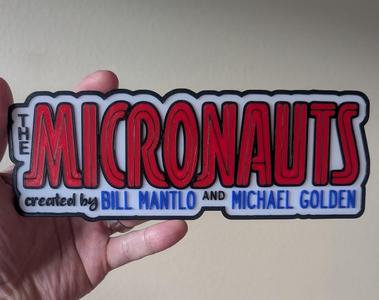 THE
MICRONAUTS
created by BILL MANTLO AND MICHAEL GOLDEN